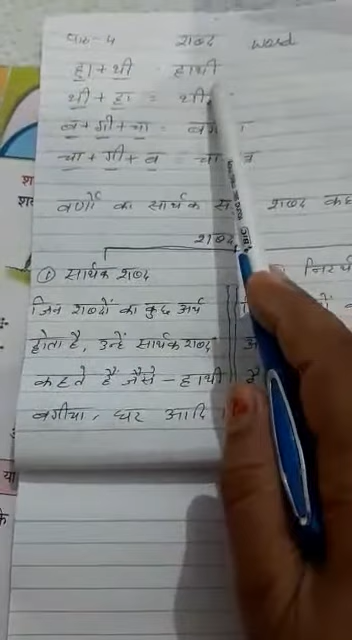 पाठ-4 शब्द Word
हा+थी हाथी
थी+हा = थी
ब+गी+चा = ब
चा+गी+ब = चा ब
वर्णों का सार्थक स शब्द कह
शब्द
① सार्थक शब्द
निरर्थ
जिन शब्दों का कुछ अर्थ
होता है, उन्हें सार्थक शब्द
कहते हैं जैसे - हाथी
बगीचा, घर आदि।